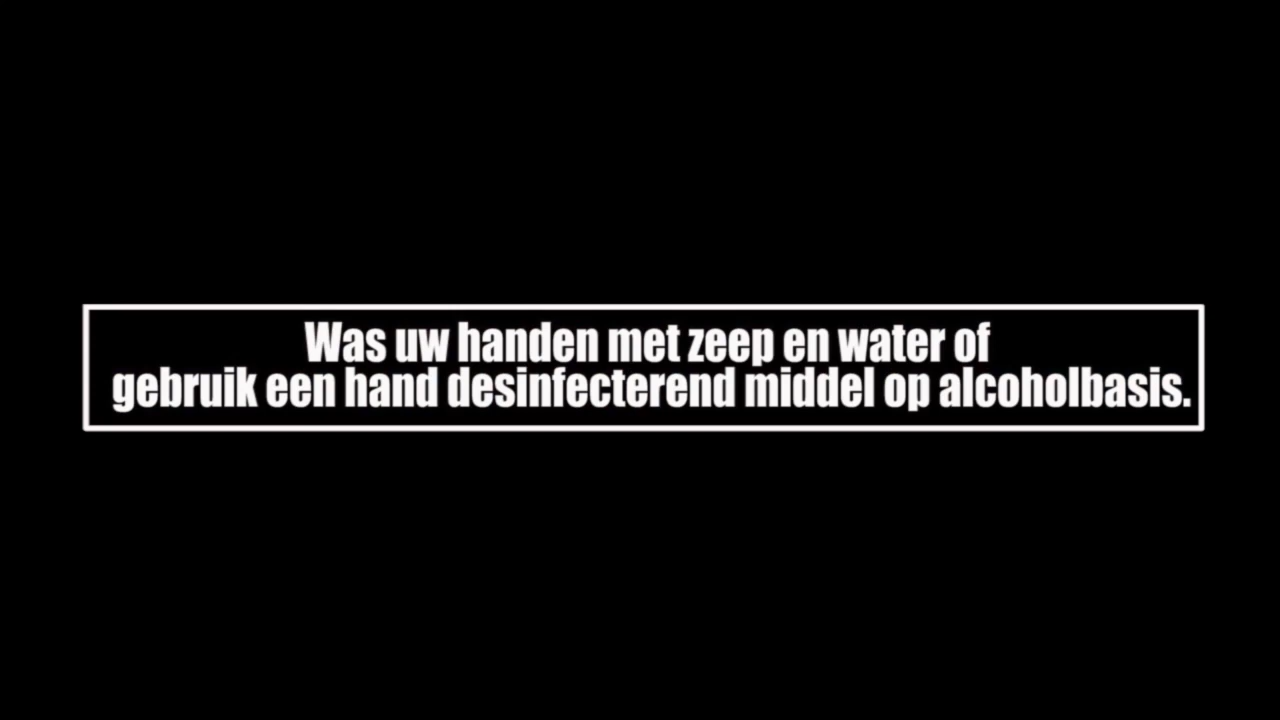 Was uw handen met zeep en water of
gebruik een hand desinfecterend middel op alcoholbasis.